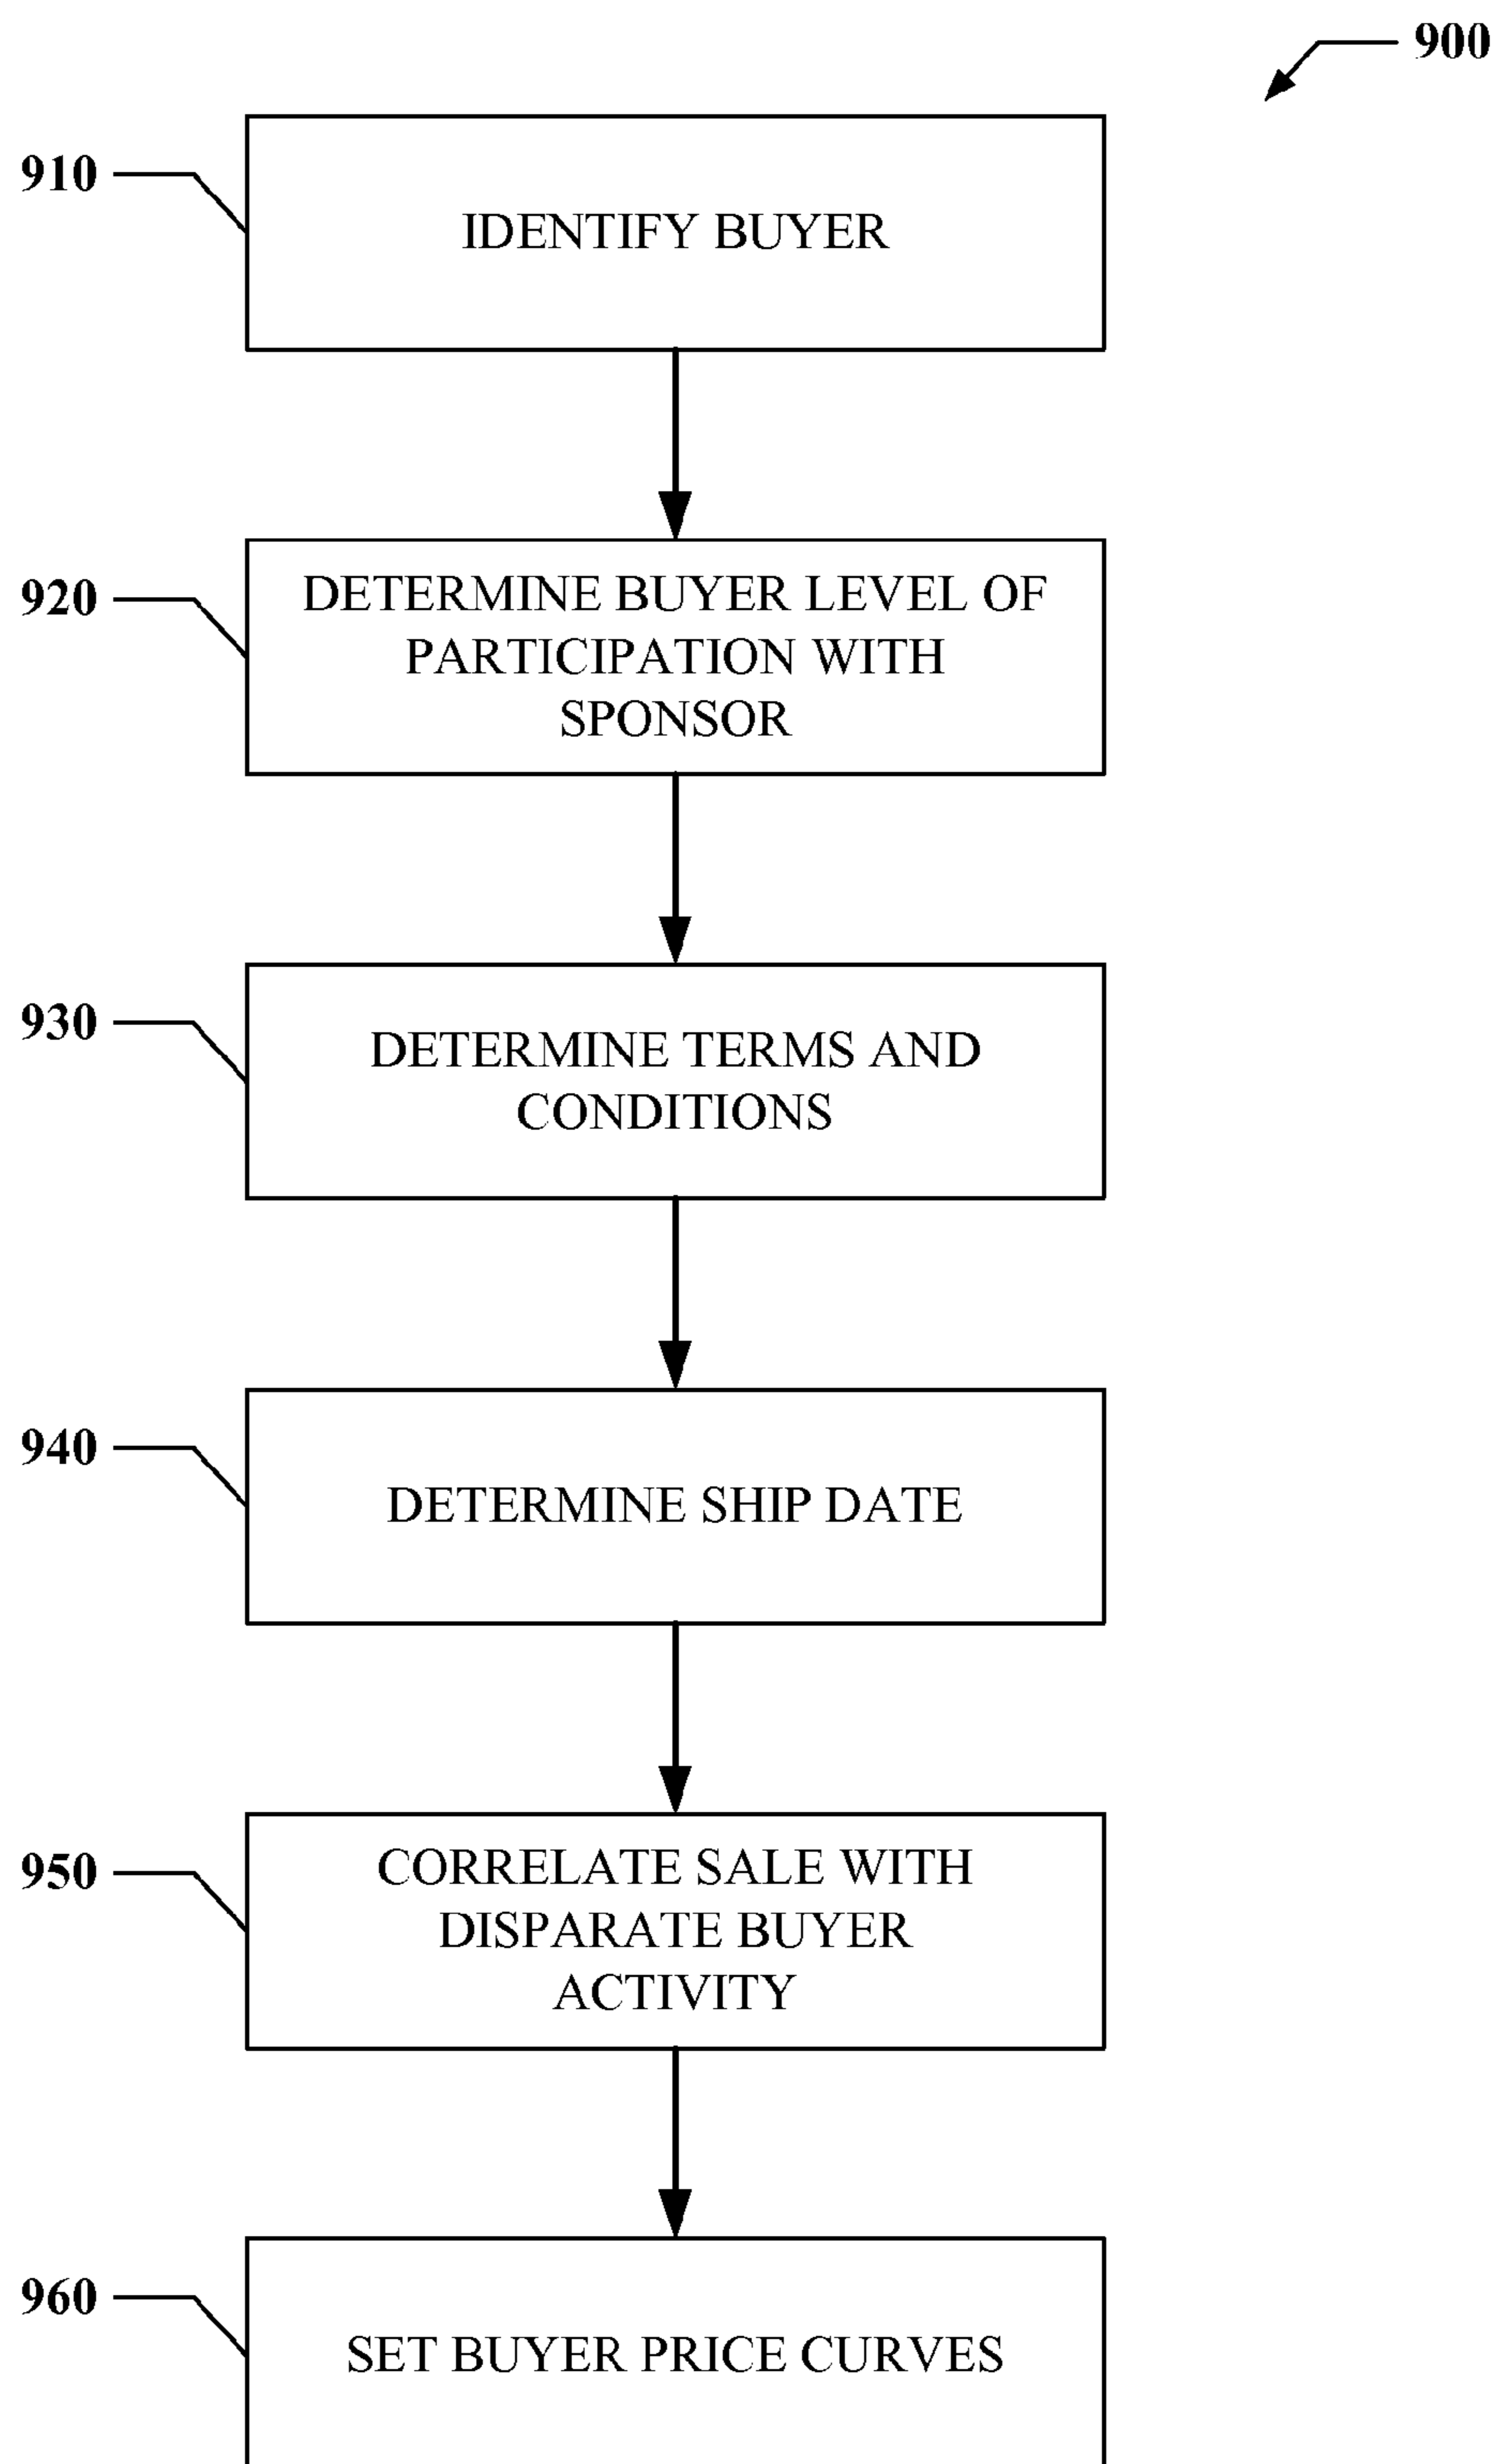 900
910
IDENTIFY BUYER
920
DETERMINE BUYER LEVEL OF
PARTICIPATION WITH
SPONSOR
930
DETERMINE TERMS AND
CONDITIONS
940
DETERMINE SHIP DATE
950
CORRELATE SALE WITH
DISPARATE BUYER
ACTIVITY
960
SET BUYER PRICE CURVES